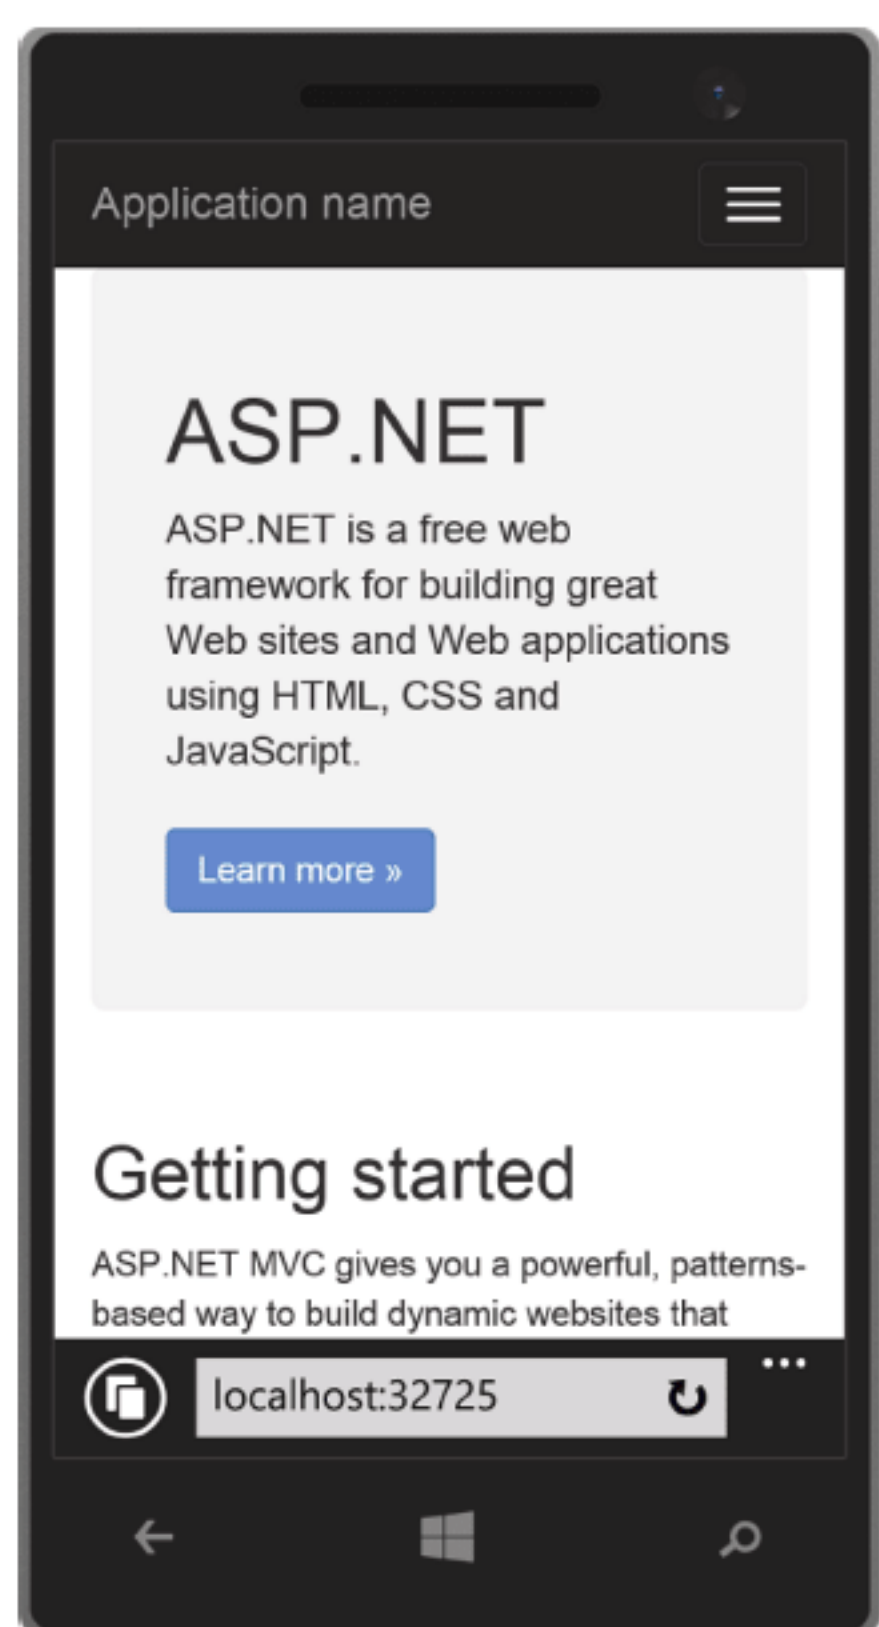 Application name
ASP.NET
ASP.NET is a free web
framework for building great
Web sites and Web applications
using HTML, CSS and
JavaScript.
Learn more »
Getting started
ASP.NET MVC gives you a powerful, patterns-
based way to build dynamic websites that
localhost:32725